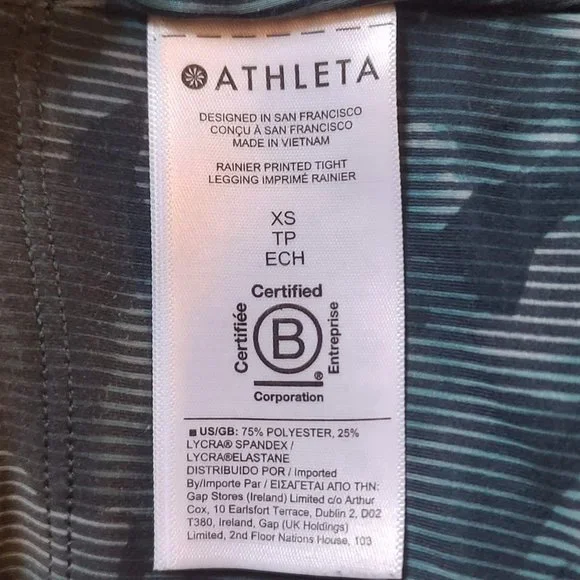 ATHLETA
DESIGNED IN SAN FRANCISCO
CONÇU À SAN FRANCISCO
MADE IN VIETNAM
RAINIER PRINTED TIGHT
LEGGING IMPRIMÉ RAINIER
XS
TP
ECH
Certified
Certifiée
B
Entreprise
®
Corporation
■ US/GB: 75% POLYESTER, 25%
LYCRA® SPANDEX /
LYCRA®ELASTANE
DISTRIBUIDO POR / Imported
By/Importe Par / ΕΙΣΑΓΕΤΑΙ ΑΠΟ ΤΗΝ:
Gap Stores (Ireland) Limited c/o Arthur
Cox, 10 Earlsfort Terrace, Dublin 2, D02
T380, Ireland, Gap (UK Holdings)
Limited, 2nd Floor Nations House, 103